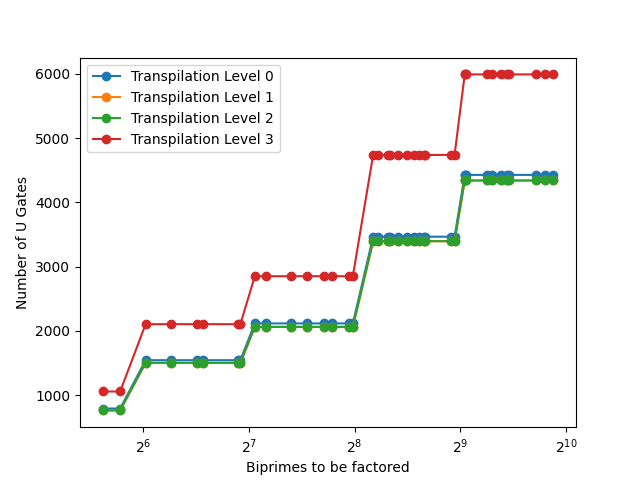 6000
5000
4000
3000
2000
1000
Number of U Gates
Transpilation Level 0
Transpilation Level 1
Transpilation Level 2
Transpilation Level 3
2^6 2^7 2^8 2^9 2^10
Biprimes to be factored